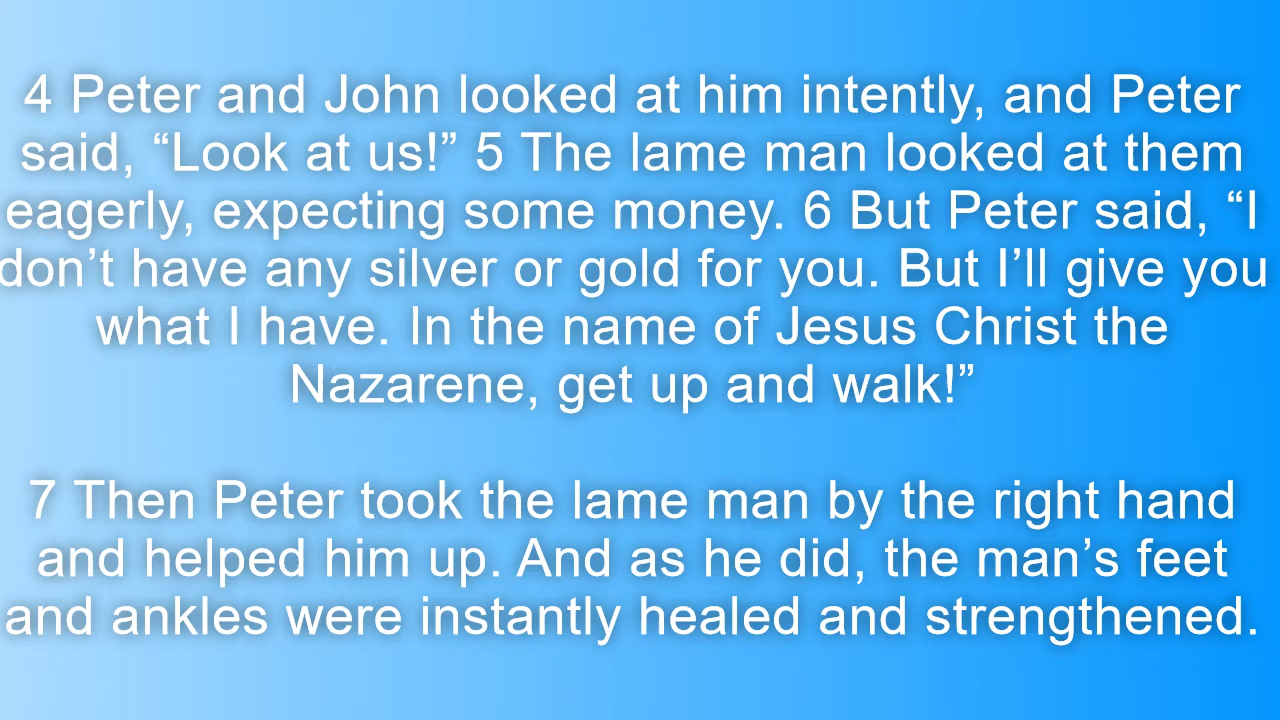 4 Peter and John looked at him intently, and Peter
said, “Look at us!” 5 The lame man looked at them
eagerly, expecting some money. 6 But Peter said, “I
don’t have any silver or gold for you. But I’ll give you
what I have. In the name of Jesus Christ the
Nazarene, get up and walk!”
7 Then Peter took the lame man by the right hand
and helped him up. And as he did, the man’s feet
and ankles were instantly healed and strengthened.